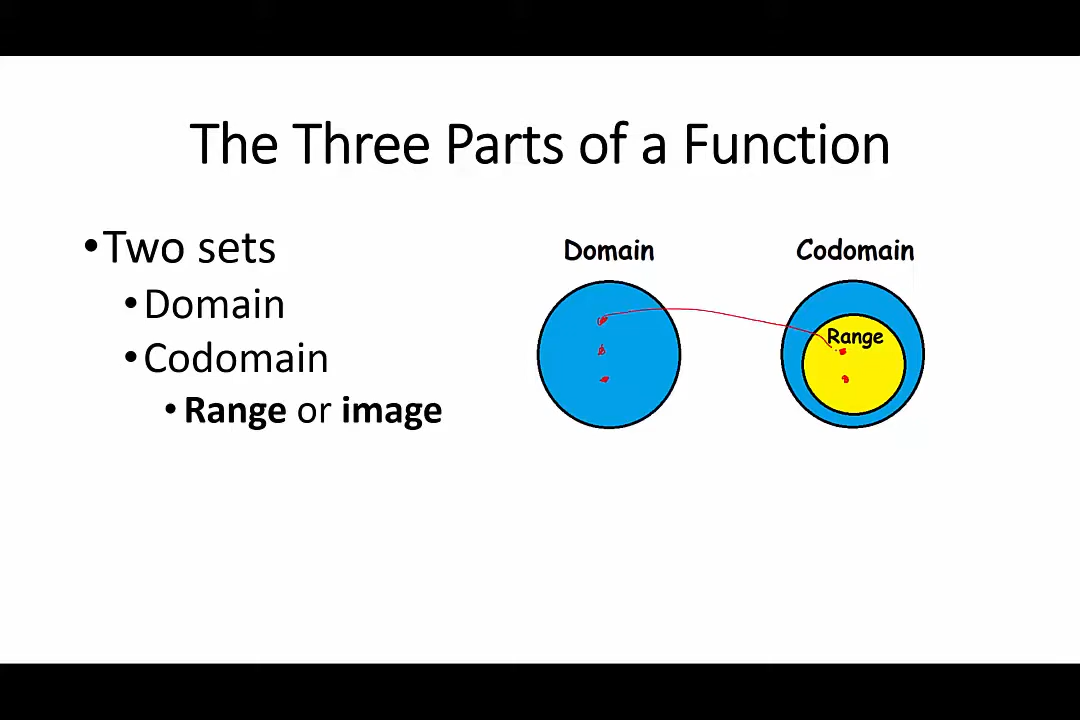 The Three Parts of a Function
•Two sets
•Domain
•Codomain
•Range or image
Domain
Codomain
Range